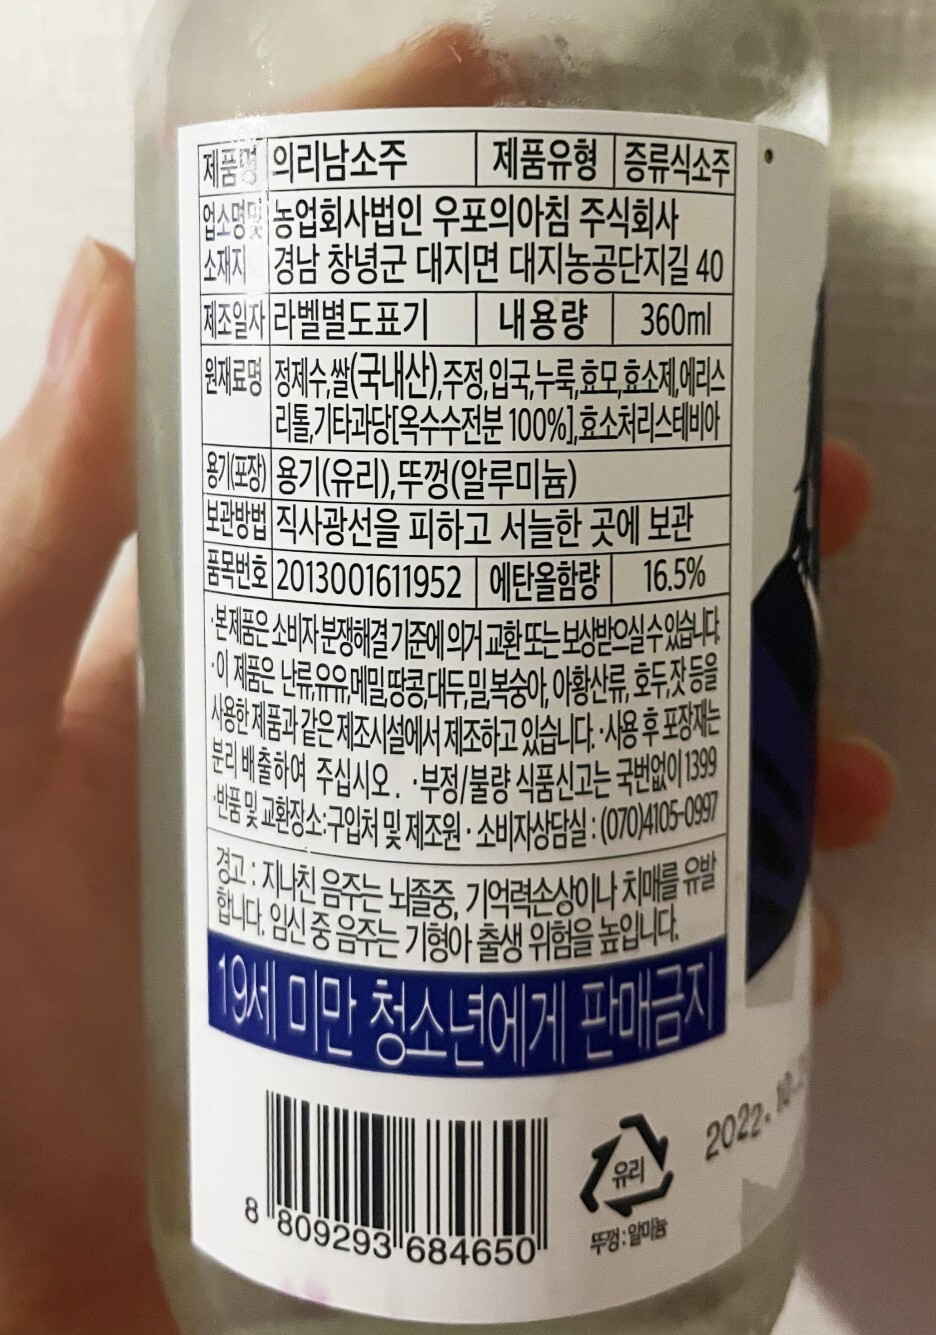 제품명 의리남소주 제품유형 증류식소주
업소명및 농업회사법인 우포의아침 주식회사
소재지 경남 창녕군 대지면 대지농공단지길 40
제조일자 라벨별도표기 내용량 360ml
원재료명 정제수,쌀(국내산),주정,입국,누룩,효모,효소제,에리스
리톨,기타과당[옥수수전분 100%],효소처리스테비아
용기(포장) 용기(유리),뚜껑(알루미늄)
보관방법 직사광선을 피하고 서늘한 곳에 보관
품목번호 2013001611952 에탄올함량 16.5%
·본제품은 소비자분쟁해결 기준에 의거 교환 또는 보상받으실 수 있습니다.
·이 제품은 난류,유유,메밀,땅콩,대두,밀,복숭아, 아황산류, 호두,잣 등을
사용한 제품과 같은 제조시설에서 제조하고 있습니다. ·사용 후 포장재는
분리 배출하여 주십시오. ·부정/불량 식품신고는 국번없이 1399
·반품 및 교환장소:구입처 및 제조원 · 소비자상담실 : (070)4105-0997
경고 : 지나친 음주는 뇌졸중, 기억력손상이나 치매를 유발
합니다. 임신 중 음주는 기형아 출생 위험을 높입니다.
19세 미만 청소년에게 판매금지
2022. 10.
유리
뚜껑:알미늄
8 809293 684650